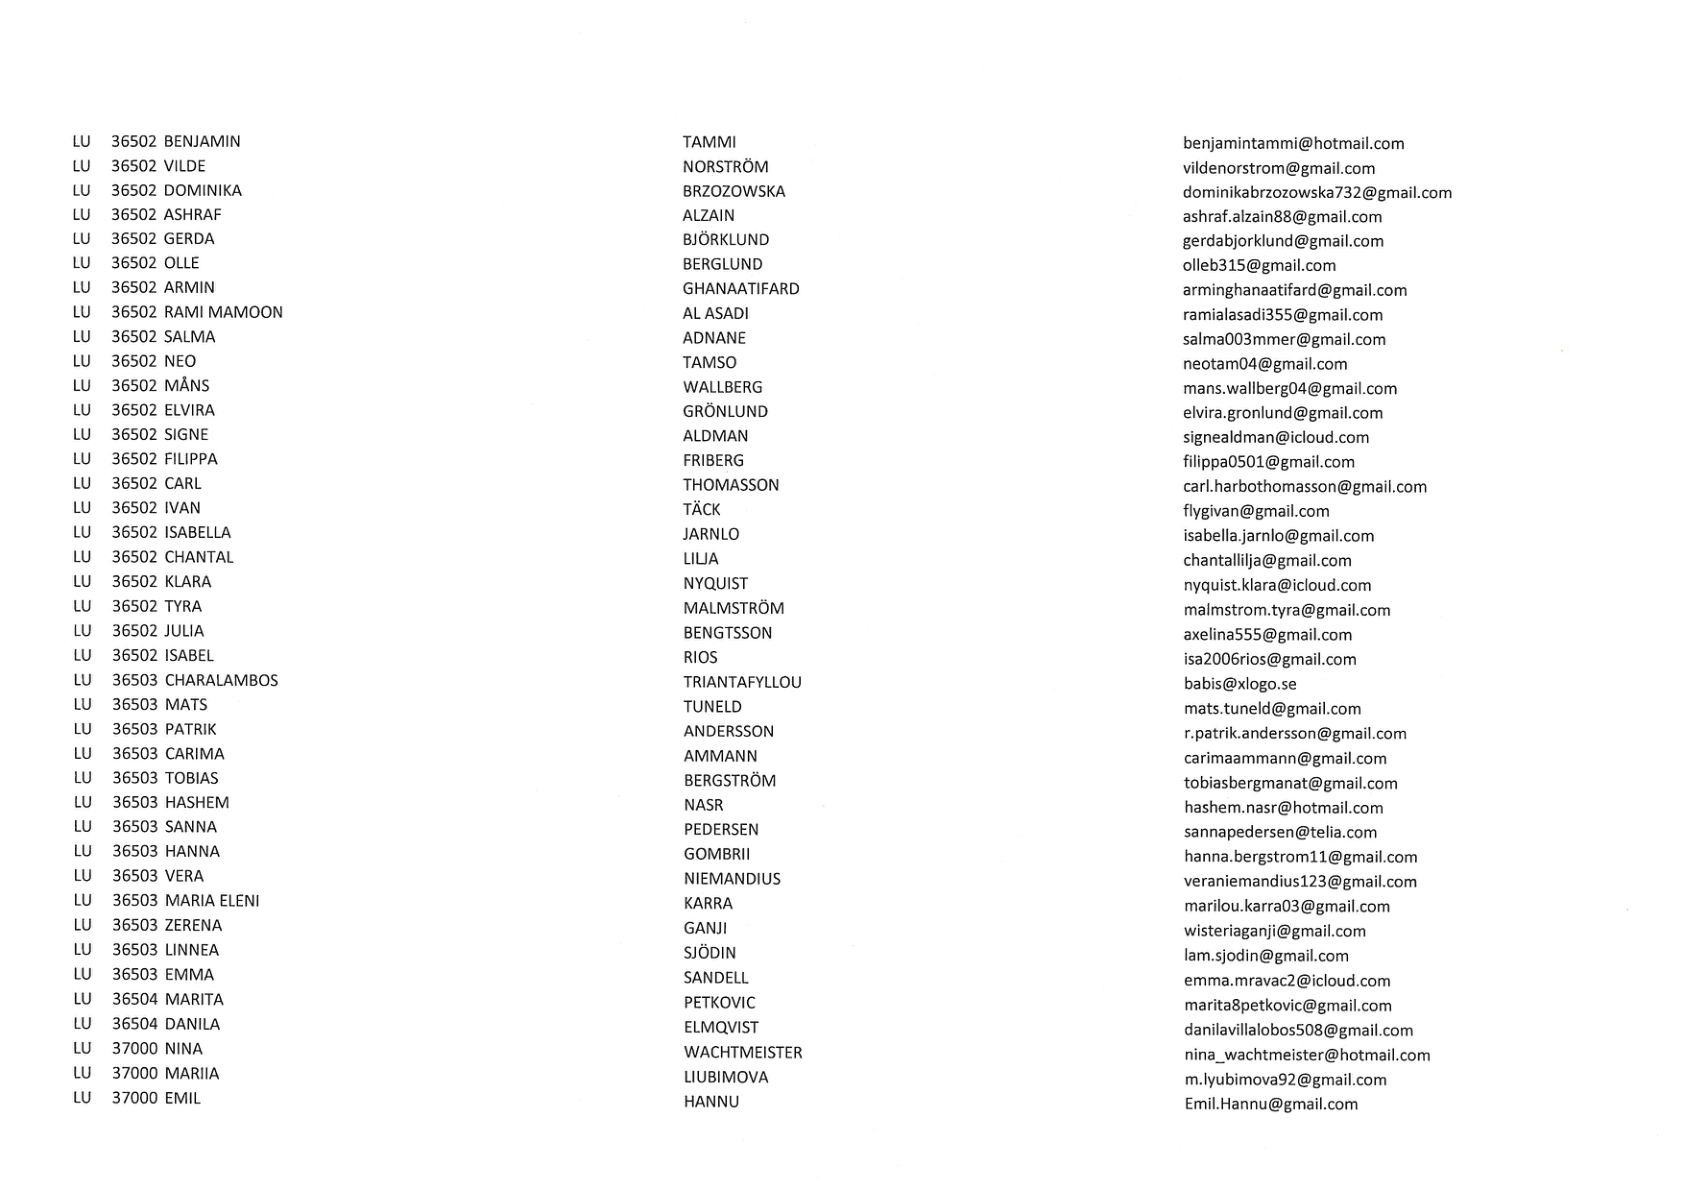 LU 36502 BENJAMIN TAMMI benjamintammi@hotmail.com
LU 36502 VILDE NORSTRÖM vildenorstrom@gmail.com
LU 36502 DOMINIKA BRZOZOWSKA dominikabrzozowska732@gmail.com
LU 36502 ASHRAF ALZAIN ashraf.alzain88@gmail.com
LU 36502 GERDA BJÖRKLUND gerdabjorklund@gmail.com
LU 36502 OLLE BERGLUND olleb315@gmail.com
LU 36502 ARMIN GHANAATIFARD arminghanaatifard@gmail.com
LU 36502 RAMI MAMOON AL ASADI ramialasadi355@gmail.com
LU 36502 SALMA ADNANE salma003mmer@gmail.com
LU 36502 NEO TAMSO neotam04@gmail.com
LU 36502 MÅNS WALLBERG mans.wallberg04@gmail.com
LU 36502 ELVIRA GRÖNLUND elvira.gronlund@gmail.com
LU 36502 SIGNE ALDMAN signealdman@icloud.com
LU 36502 FILIPPA FRIBERG filippa0501@gmail.com
LU 36502 CARL THOMASSON carl.harbothomasson@gmail.com
LU 36502 IVAN TÄCK flygivan@gmail.com
LU 36502 ISABELLA JARNLO isabella.jarnlo@gmail.com
LU 36502 CHANTAL LILJA chantallilja@gmail.com
LU 36502 KLARA NYQUIST nyquist.klara@icloud.com
LU 36502 TYRA MALMSTRÖM malmstrom.tyra@gmail.com
LU 36502 JULIA BENGTSSON axelina555@gmail.com
LU 36502 ISABEL RIOS isa2006rios@gmail.com
LU 36503 CHARALAMBOS TRIANTAFYLLOU babis@xlogo.se
LU 36503 MATS TUNELD mats.tuneld@gmail.com
LU 36503 PATRIK ANDERSSON r.patrik.andersson@gmail.com
LU 36503 CARIMA AMMANN carimaammann@gmail.com
LU 36503 TOBIAS BERGSTRÖM tobiasbergmanat@gmail.com
LU 36503 HASHEM NASR hashem.nasr@hotmail.com
LU 36503 SANNA PEDERSEN sannapedersen@telia.com
LU 36503 HANNA GOMBRII hanna.bergstrom11@gmail.com
LU 36503 VERA NIEMANDIUS veraniemandius123@gmail.com
LU 36503 MARIA ELENI KARRA marilou.karra03@gmail.com
LU 36503 ZERENA GANJI wisteriaganji@gmail.com
LU 36503 LINNEA SJÖDIN lam.sjodin@gmail.com
LU 36503 EMMA SANDELL emma.mravac2@icloud.com
LU 36504 MARITA PETKOVIC marita8petkovic@gmail.com
LU 36504 DANILA ELMQVIST danilavillalobos508@gmail.com
LU 37000 NINA WACHTMEISTER nina_wachtmeister@hotmail.com
LU 37000 MARIIA LIUBIMOVA m.lyubimova92@gmail.com
LU 37000 EMIL HANNU Emil.Hannu@gmail.com